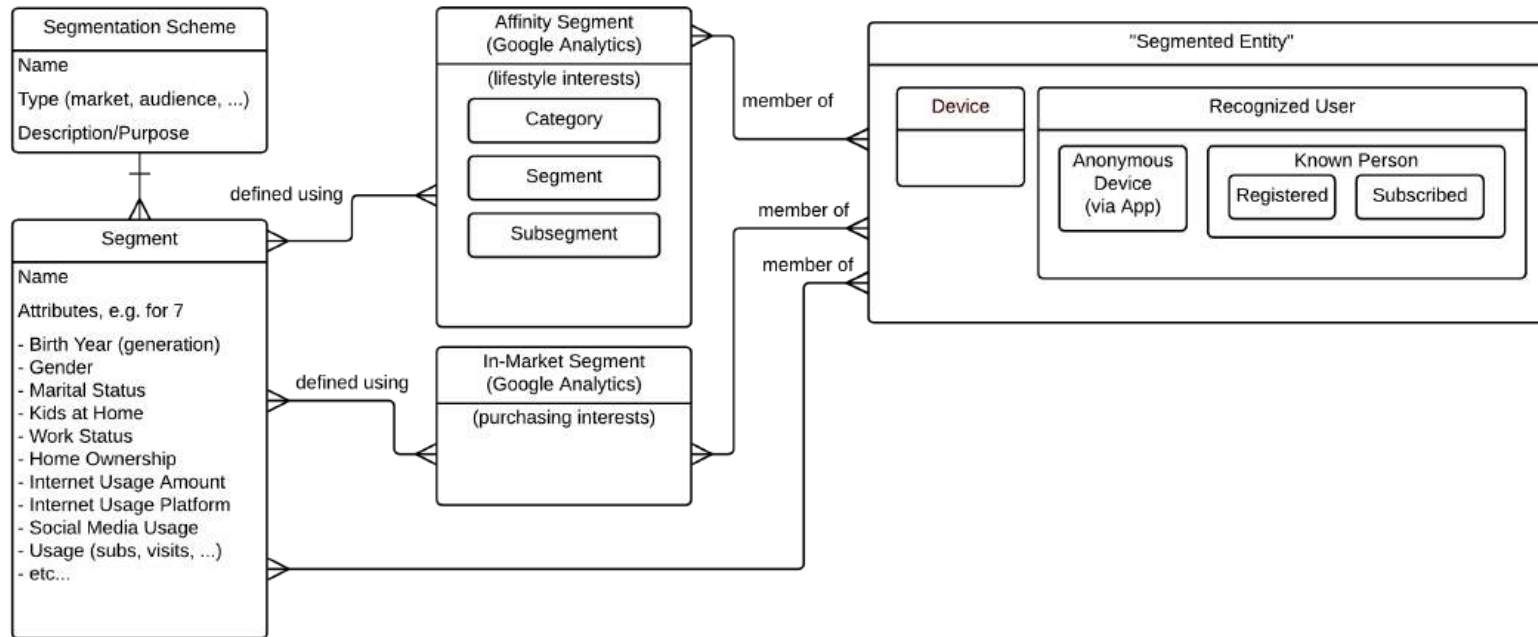 Segmentation Scheme
Name
Type (market, audience, ...)
Description/Purpose
Segment
Name
Attributes, e.g. for 7
- Birth Year (generation)
- Gender
- Marital Status
- Kids at Home
- Work Status
- Home Ownership
- Internet Usage Amount
- Internet Usage Platform
- Social Media Usage
- Usage (subs, visits, ...)
- etc...
defined using
defined using
Affinity Segment
(Google Analytics)
(lifestyle interests)
Category
Segment
Subsegment
In-Market Segment
(Google Analytics)
(purchasing interests)
member of
member of
member of
"Segmented Entity"
Device
Recognized User
Anonymous
Device
(via App)
Known Person
Registered
Subscribed